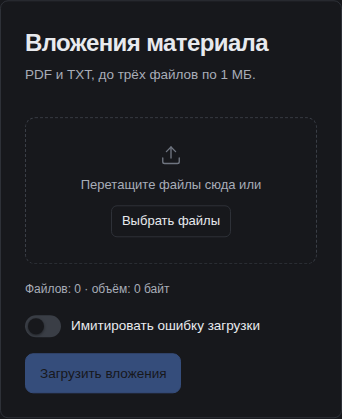 Вложения материала
PDF и TXT, до трёх файлов по 1 МБ.
Перетащите файлы сюда или
Выбрать файлы
Файлов: 0 · объём: 0 байт
Имитировать ошибку загрузки
Загрузить вложения